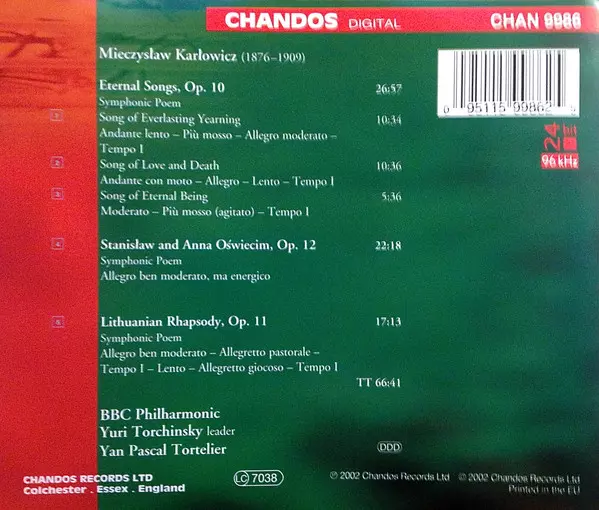 CHANDOS DIGITAL CHAN 9986
Mieczysław Karłowicz (1876–1909)
Eternal Songs, Op. 10 26:57
Symphonic Poem
1 Song of Everlasting Yearning 10:34
Andante lento – Più mosso – Allegro moderato –
Tempo I
2 Song of Love and Death 10:36
Andante con moto – Allegro – Lento – Tempo I
3 Song of Eternal Being 5:36
Moderato – Più mosso (agitato) – Tempo I
4 Stanisław and Anna Oświecim, Op. 12 22:18
Symphonic Poem
Allegro ben moderato, ma energico
5 Lithuanian Rhapsody, Op. 11 17:13
Symphonic Poem
Allegro ben moderato – Allegretto pastorale –
Tempo I – Lento – Allegretto giocoso – Tempo I
TT 66:41
BBC Philharmonic
Yuri Torchinsky leader
Yan Pascal Tortelier
DDD
0 95115 99862 4
24 bit
96 kHz
CHANDOS RECORDS LTD
Colchester . Essex . England
LC 7038
℗ 2002 Chandos Records Ltd © 2002 Chandos Records Ltd
Printed in the EU